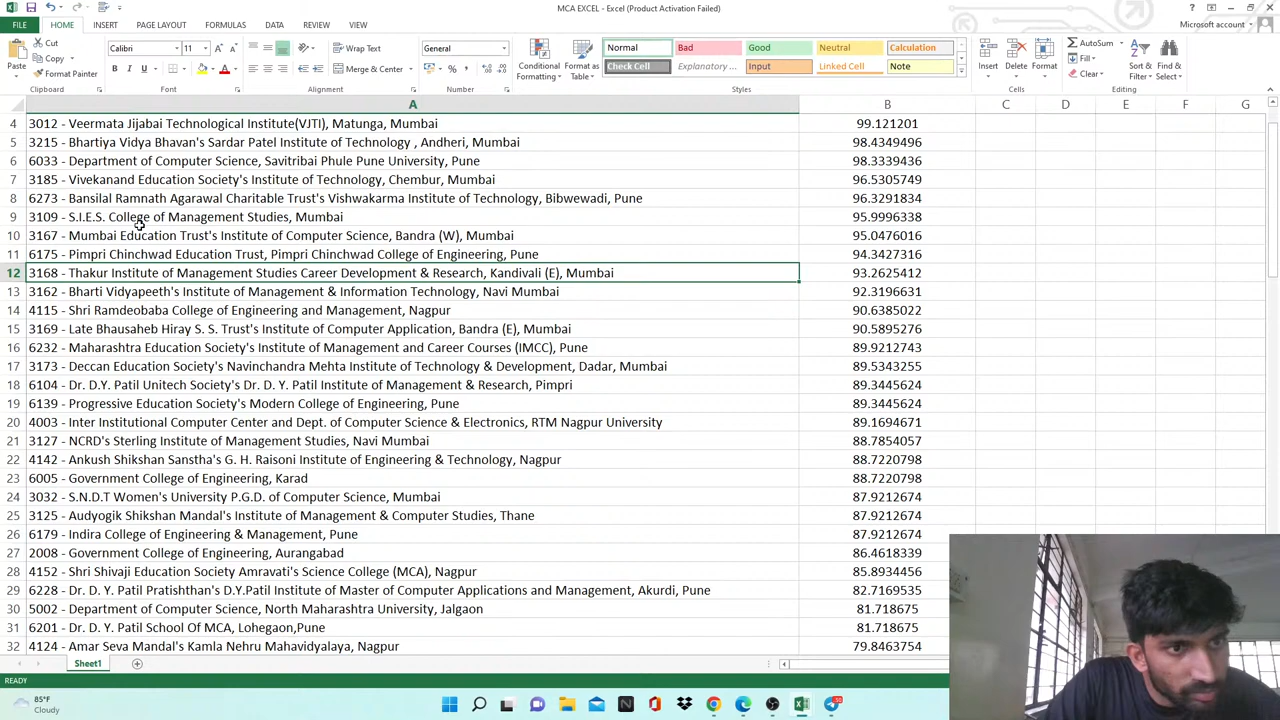 MCA EXCEL - Excel (Product Activation Failed)
FILE HOME INSERT PAGE LAYOUT FORMULAS DATA REVIEW VIEW Microsoft account
Cut
Copy
Format Painter
Paste
Clipboard
Calibri 11
B I U
Font
Wrap Text
Merge & Center
Alignment
General
Number
Conditional Formatting
Format as Table
Normal Bad Good Neutral Calculation
Check Cell Explanatory ... Input Linked Cell Note
Styles
Insert Delete Format
Cells
AutoSum
Fill
Clear
Sort & Filter
Find & Select
Editing
A B C D E F G
4 3012 - Veermata Jijabai Technological Institute(VJTI), Matunga, Mumbai 99.121201
5 3215 - Bhartiya Vidya Bhavan's Sardar Patel Institute of Technology , Andheri, Mumbai 98.4349496
6 6033 - Department of Computer Science, Savitribai Phule Pune University, Pune 98.3339436
7 3185 - Vivekanand Education Society's Institute of Technology, Chembur, Mumbai 96.5305749
8 6273 - Bansilal Ramnath Agarawal Charitable Trust's Vishwakarma Institute of Technology, Bibwewadi, Pune 96.3291834
9 3109 - S.I.E.S. College of Management Studies, Mumbai 95.9996338
10 3167 - Mumbai Education Trust's Institute of Computer Science, Bandra (W), Mumbai 95.0476016
11 6175 - Pimpri Chinchwad Education Trust, Pimpri Chinchwad College of Engineering, Pune 94.3427316
12 3168 - Thakur Institute of Management Studies Career Development & Research, Kandivali (E), Mumbai 93.2625412
13 3162 - Bharti Vidyapeeth's Institute of Management & Information Technology, Navi Mumbai 92.3196631
14 4115 - Shri Ramdeobaba College of Engineering and Management, Nagpur 90.6385022
15 3169 - Late Bhausaheb Hiray S. S. Trust's Institute of Computer Application, Bandra (E), Mumbai 90.5895276
16 6232 - Maharashtra Education Society's Institute of Management and Career Courses (IMCC), Pune 89.9212743
17 3173 - Deccan Education Society's Navinchandra Mehta Institute of Technology & Development, Dadar, Mumbai 89.5343255
18 6104 - Dr. D.Y. Patil Unitech Society's Dr. D. Y. Patil Institute of Management & Research, Pimpri 89.3445624
19 6139 - Progressive Education Society's Modern College of Engineering, Pune 89.3445624
20 4003 - Inter Institutional Computer Center and Dept. of Computer Science & Electronics, RTM Nagpur University 89.1694671
21 3127 - NCRD's Sterling Institute of Management Studies, Navi Mumbai 88.7854057
22 4142 - Ankush Shikshan Sanstha's G. H. Raisoni Institute of Engineering & Technology, Nagpur 88.7220798
23 6005 - Government College of Engineering, Karad 88.7220798
24 3032 - S.N.D.T Women's University P.G.D. of Computer Science, Mumbai 87.9212674
25 3125 - Audyogik Shikshan Mandal's Institute of Management & Computer Studies, Thane 87.9212674
26 6179 - Indira College of Engineering & Management, Pune 87.9212674
27 2008 - Government College of Engineering, Aurangabad 86.4618339
28 4152 - Shri Shivaji Education Society Amravati's Science College (MCA), Nagpur 85.8934456
29 6228 - Dr. D. Y. Patil Pratishthan's D.Y.Patil Institute of Master of Computer Applications and Management, Akurdi, Pune 82.7169535
30 5002 - Department of Computer Science, North Maharashtra University, Jalgaon 81.718675
31 6201 - Dr. D. Y. Patil School Of MCA, Lohegaon,Pune 81.718675
32 4124 - Amar Seva Mandal's Kamla Nehru Mahavidyalaya, Nagpur 79.8463754
Sheet1
READY
85°F
Cloudy